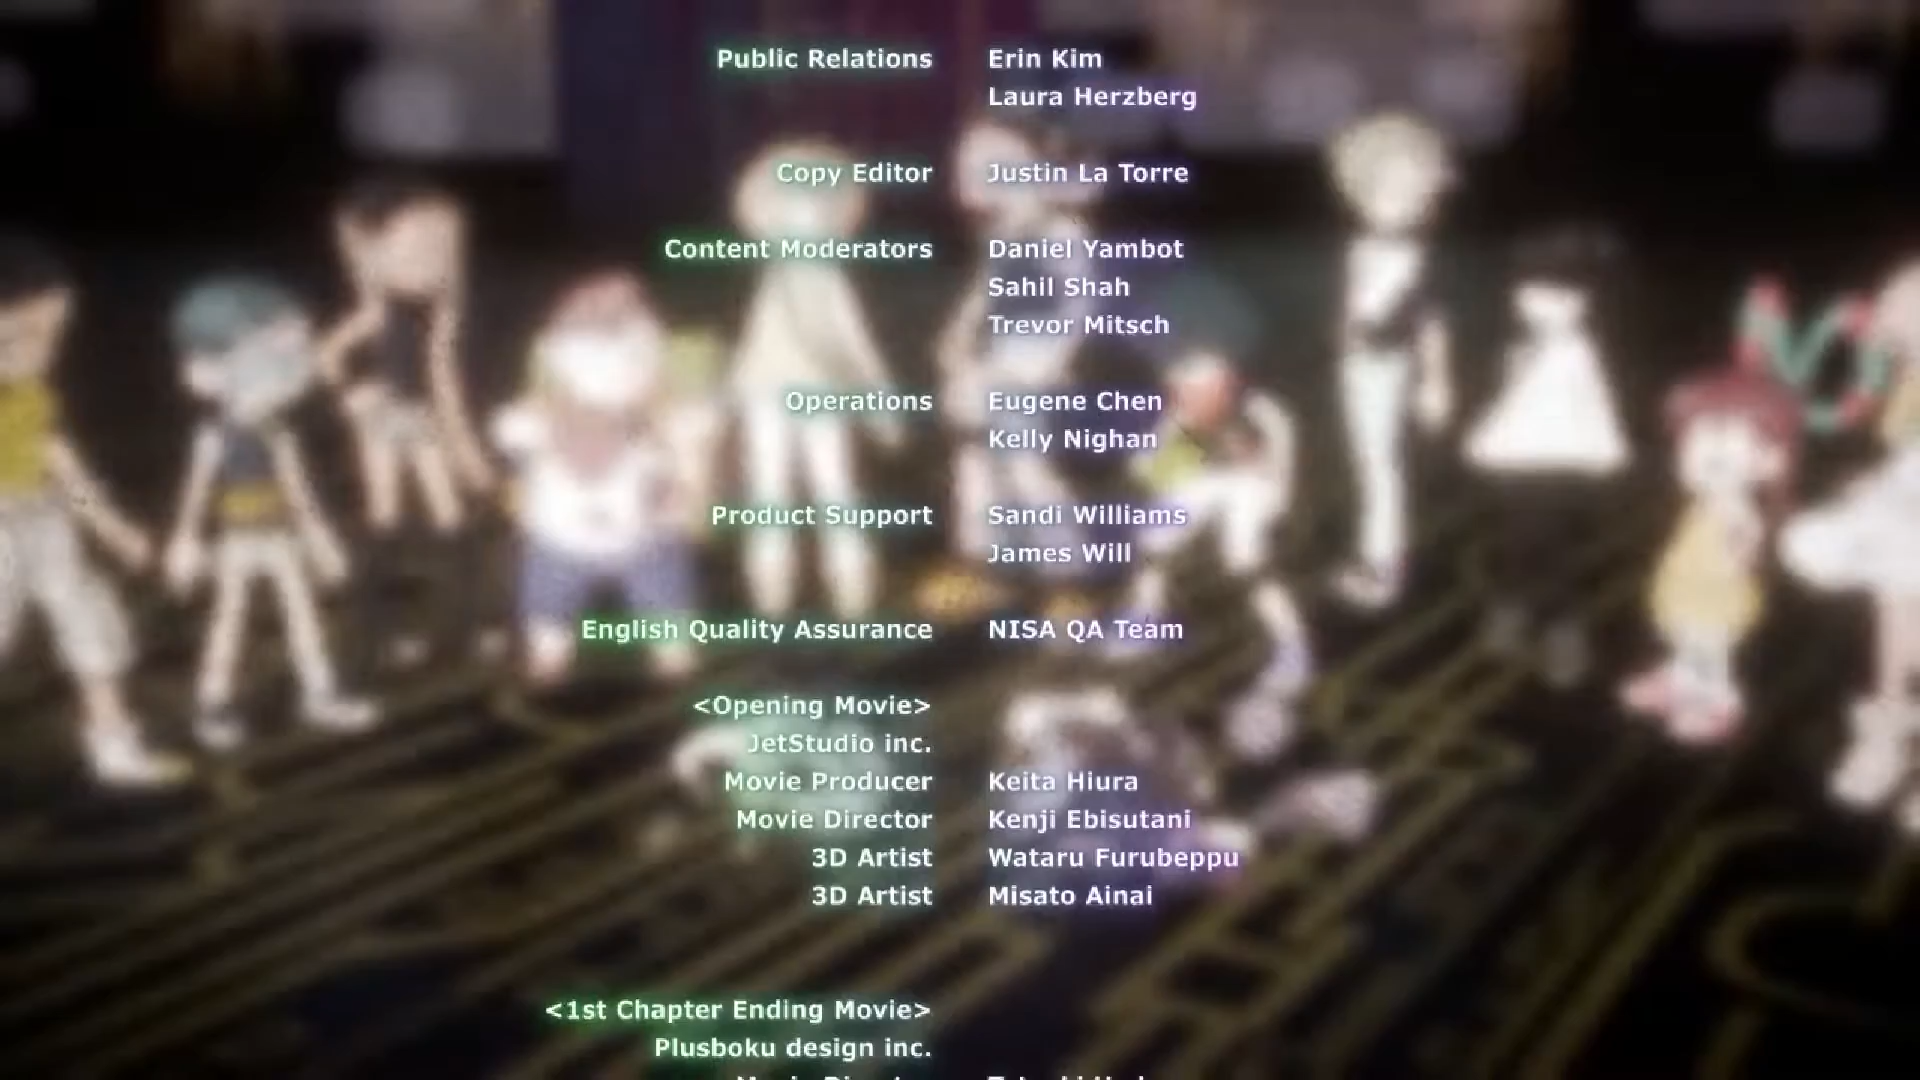 Public Relations Erin Kim
Laura Herzberg
Copy Editor Justin La Torre
Content Moderators Daniel Yambot
Sahil Shah
Trevor Mitsch
Operations Eugene Chen
Kelly Nighan
Product Support Sandi Williams
James Will
English Quality Assurance NISA QA Team
<Opening Movie>
JetStudio inc.
Movie Producer Keita Hiura
Movie Director Kenji Ebisutani
3D Artist Wataru Furubeppu
3D Artist Misato Ainai
<1st Chapter Ending Movie>
Plusboku design inc.